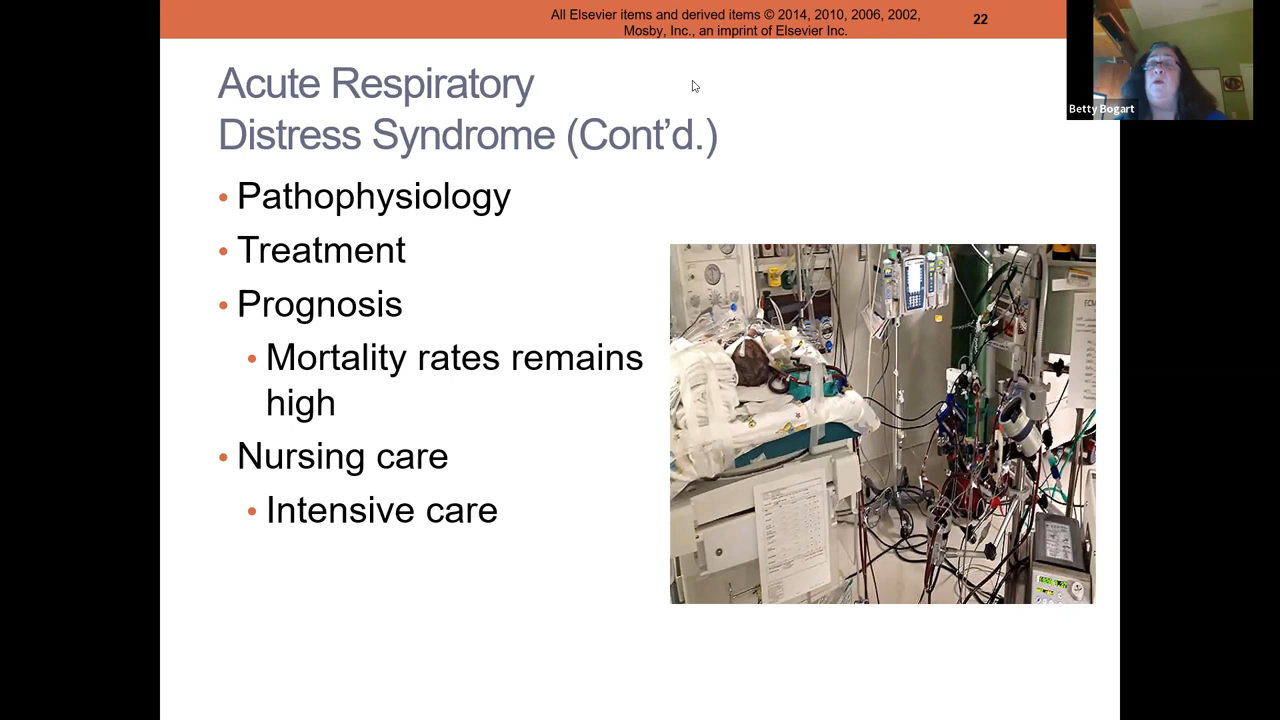 All Elsevier items and derived items © 2014, 2010, 2006, 2002,
Mosby, Inc., an imprint of Elsevier Inc.
22
Betty Bogart
Acute Respiratory
Distress Syndrome (Cont’d.)
• Pathophysiology
• Treatment
• Prognosis
• Mortality rates remains
high
• Nursing care
• Intensive care